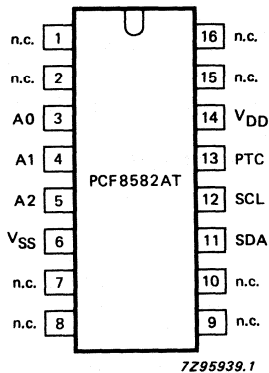 n.c. 1 16 n.c.
n.c. 2 15 n.c.
A0 3 14 VDD
A1 4 13 PTC
PCF8582AT
A2 5 12 SCL
VSS 6 11 SDA
n.c. 7 10 n.c.
n.c. 8 9 n.c.
7Z95939.1